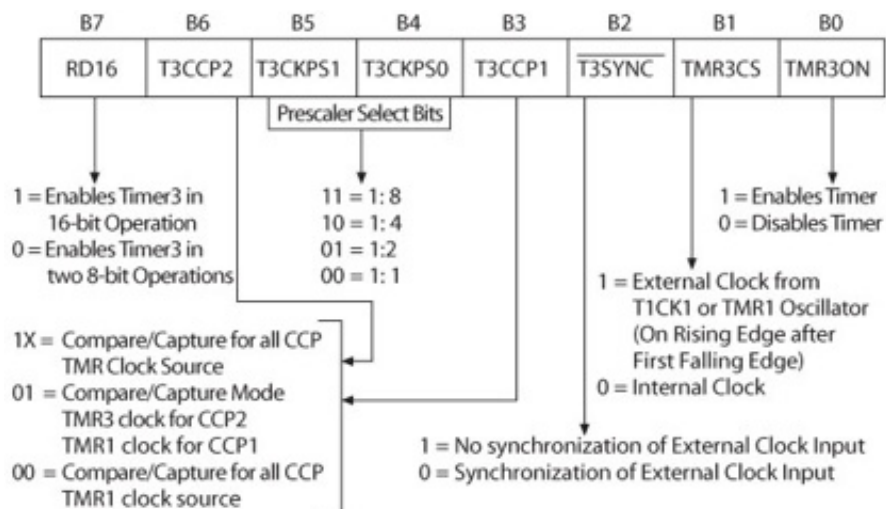 B7 B6 B5 B4 B3 B2 B1 B0
RD16 T3CCP2 T3CKPS1 T3CKPS0 T3CCP1 T3SYNC TMR3CS TMR3ON
Prescaler Select Bits
1 = Enables Timer3 in
16-bit Operation
0 = Enables Timer3 in
two 8-bit Operations
11 = 1: 8
10 = 1: 4
01 = 1:2
00 = 1: 1
1 = Enables Timer
0 = Disables Timer
1 = External Clock from
T1CK1 or TMR1 Oscillator
(On Rising Edge after
First Falling Edge)
0 = Internal Clock
1X = Compare/Capture for all CCP
TMR Clock Source
01 = Compare/Capture Mode
TMR3 clock for CCP2
TMR1 clock for CCP1
00 = Compare/Capture for all CCP
TMR1 clock source
1 = No synchronization of External Clock Input
0 = Synchronization of External Clock Input